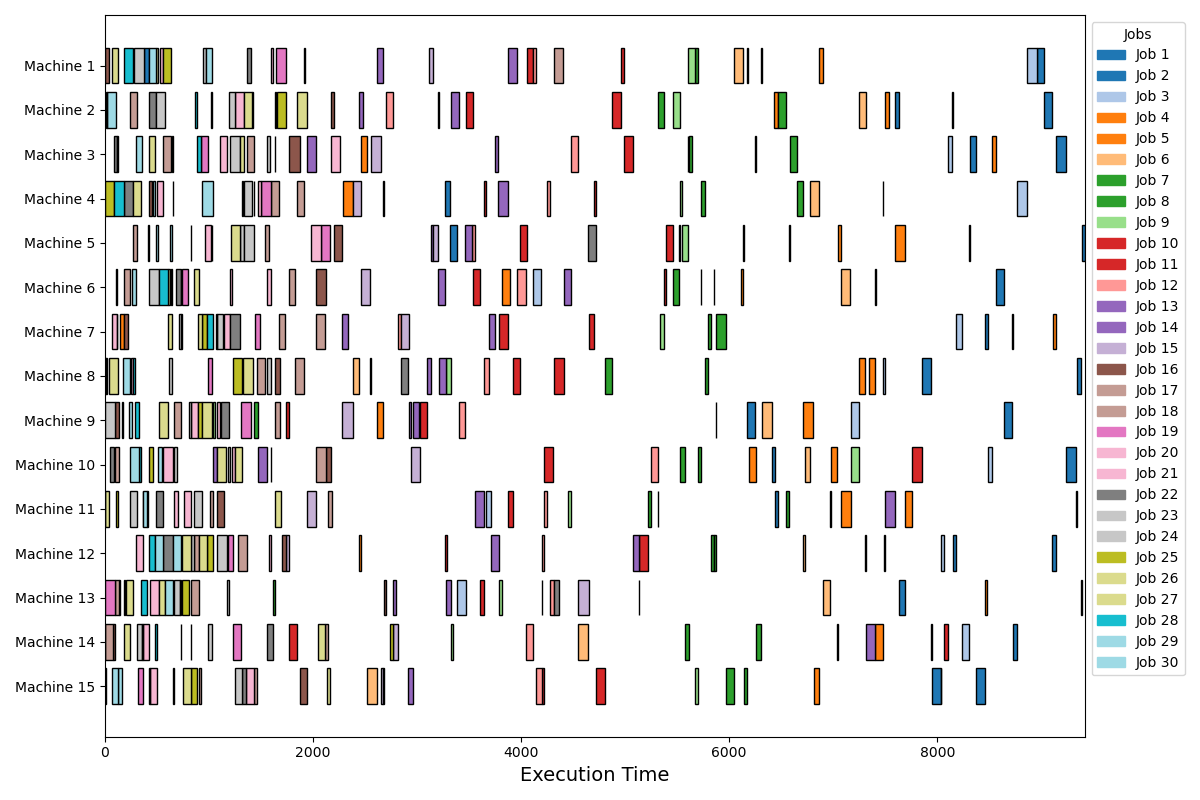 Machine 1
Machine 2
Machine 3
Machine 4
Machine 5
Machine 6
Machine 7
Machine 8
Machine 9
Machine 10
Machine 11
Machine 12
Machine 13
Machine 14
Machine 15
0 2000 4000 6000 8000
Execution Time
Jobs
Job 1
Job 2
Job 3
Job 4
Job 5
Job 6
Job 7
Job 8
Job 9
Job 10
Job 11
Job 12
Job 13
Job 14
Job 15
Job 16
Job 17
Job 18
Job 19
Job 20
Job 21
Job 22
Job 23
Job 24
Job 25
Job 26
Job 27
Job 28
Job 29
Job 30